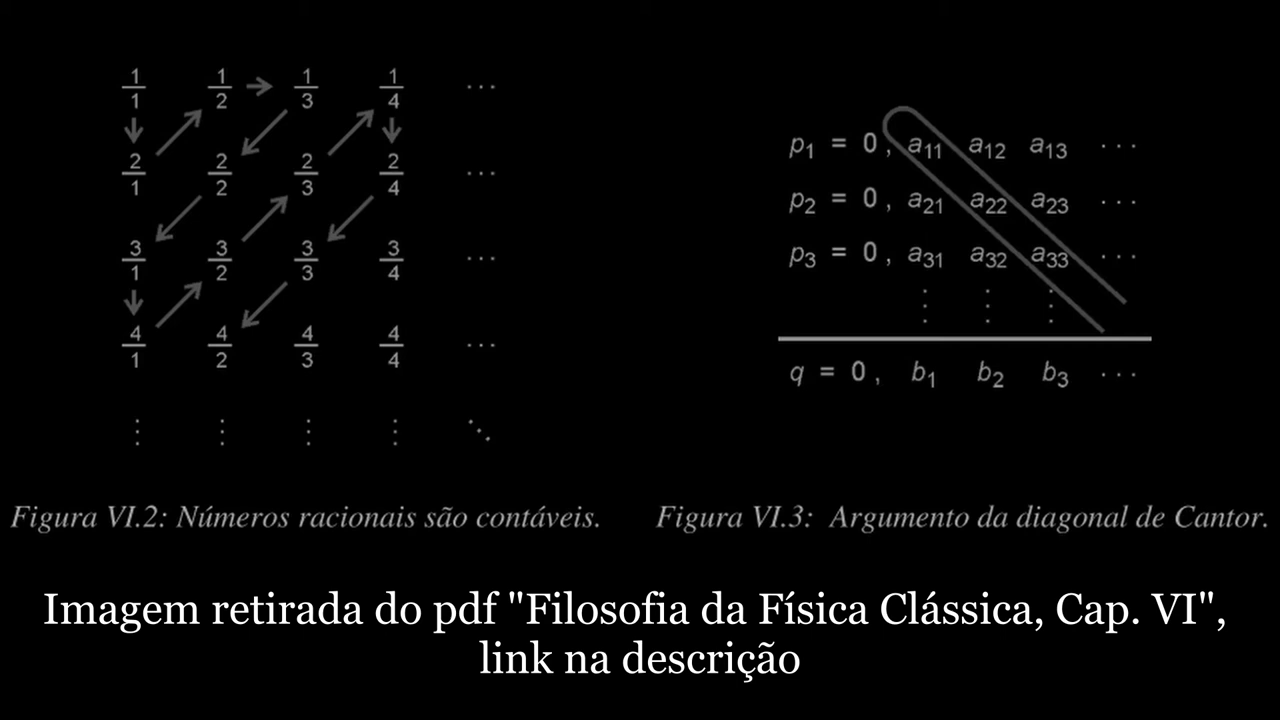 1/1 1/2 1/3 1/4 ...
2/1 2/2 2/3 2/4 ...
3/1 3/2 3/3 3/4 ...
4/1 4/2 4/3 4/4 ...
⋮ ⋮ ⋮ ⋮ ⋱
Figura VI.2: Números racionais são contáveis.
p₁ = 0, a₁₁ a₁₂ a₁₃ ...
p₂ = 0, a₂₁ a₂₂ a₂₃ ...
p₃ = 0, a₃₁ a₃₂ a₃₃ ...
⋮ ⋮ ⋮
q = 0, b₁ b₂ b₃ ...
Figura VI.3: Argumento da diagonal de Cantor.
Imagem retirada do pdf "Filosofia da Física Clássica, Cap. VI",
link na descrição